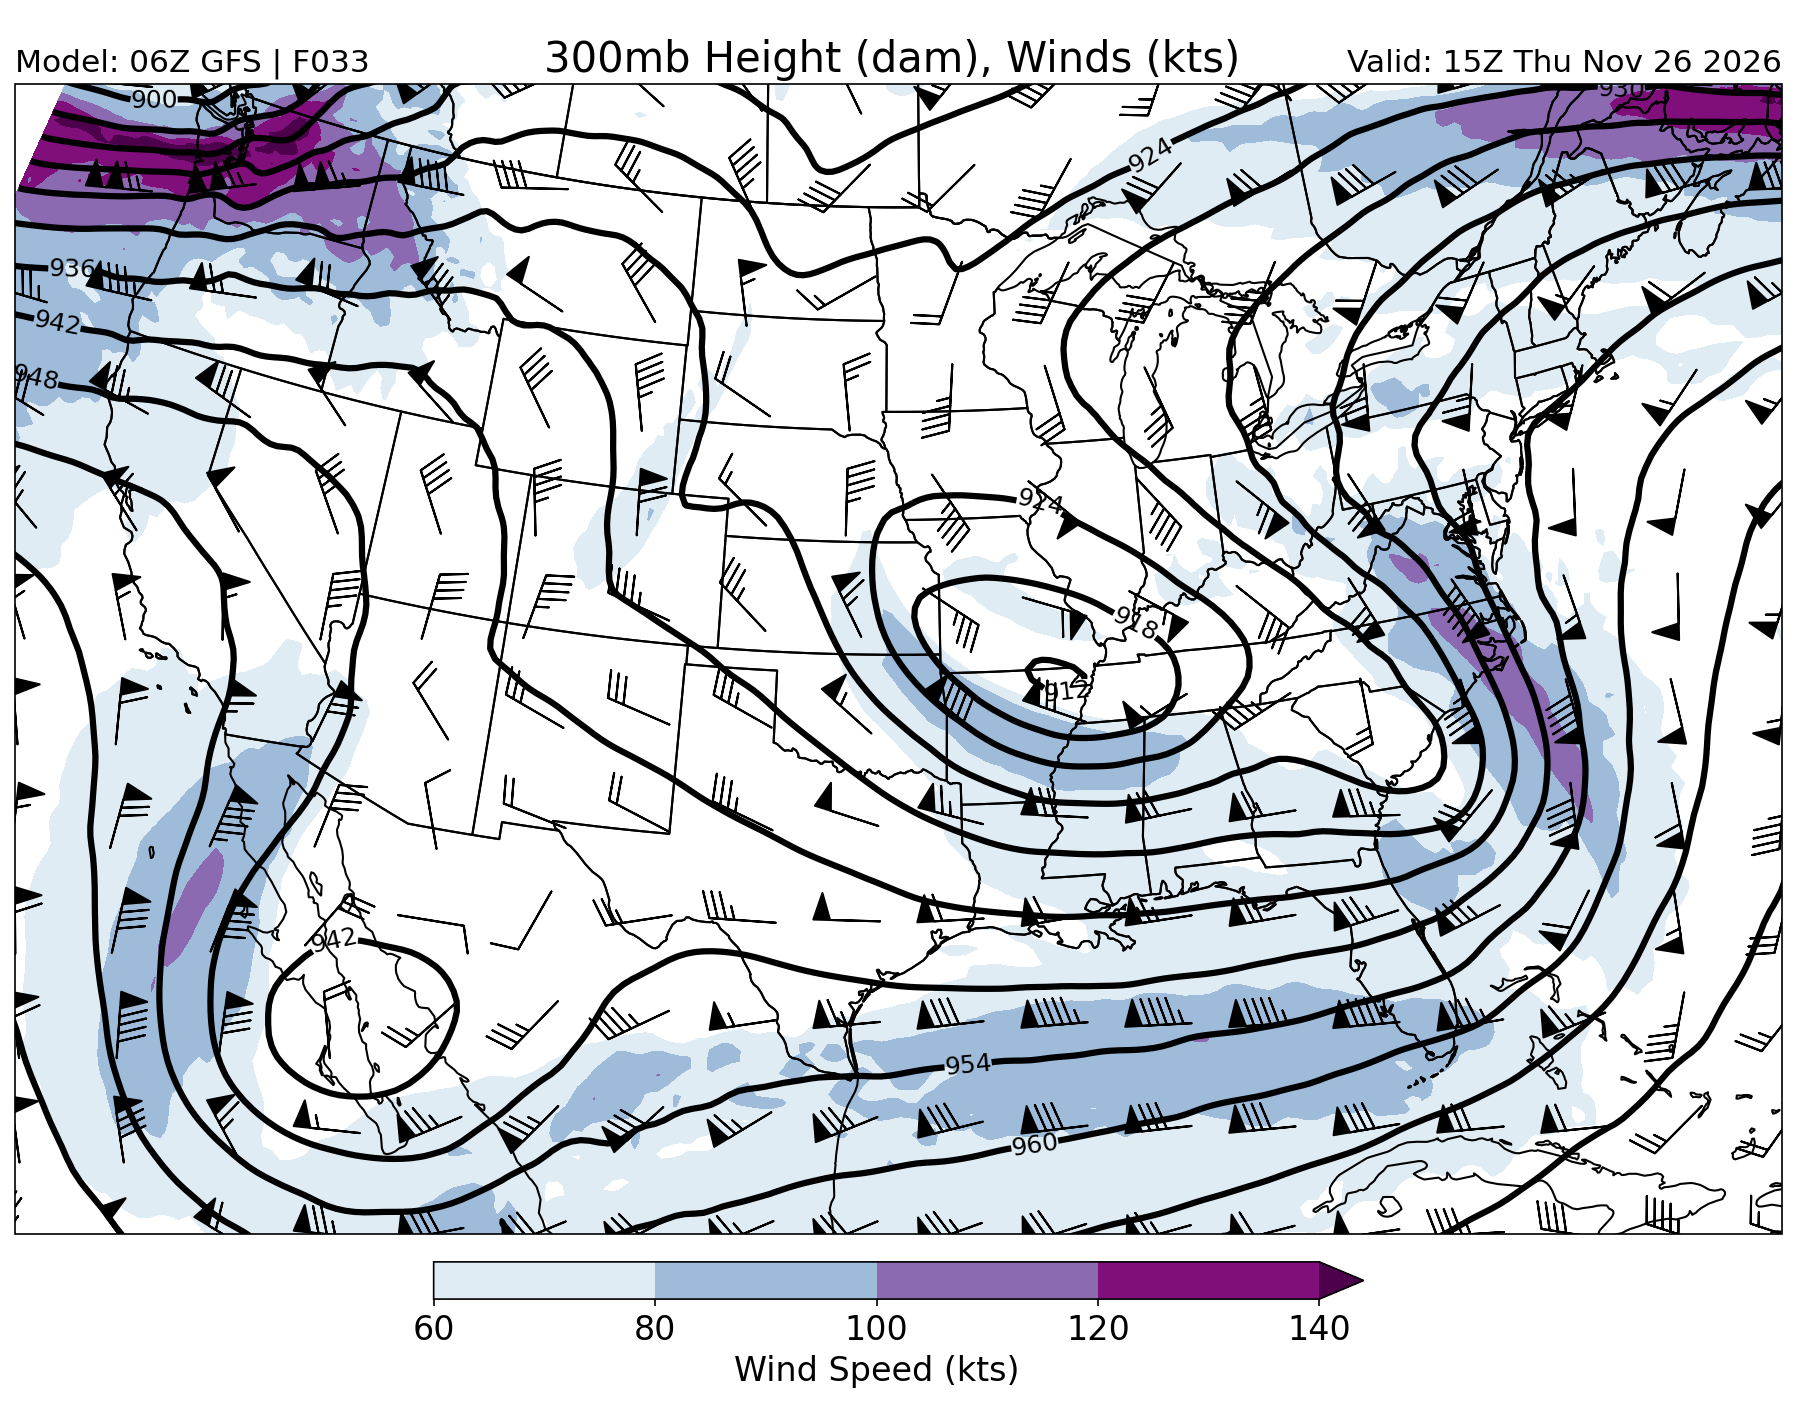 Model: 06Z GFS | F033
300mb Height (dam), Winds (kts)
Valid: 15Z Thu Nov 26 2026
900
930
924
936
942
948
924
918
912
942
954
960
60 80 100 120 140
Wind Speed (kts)